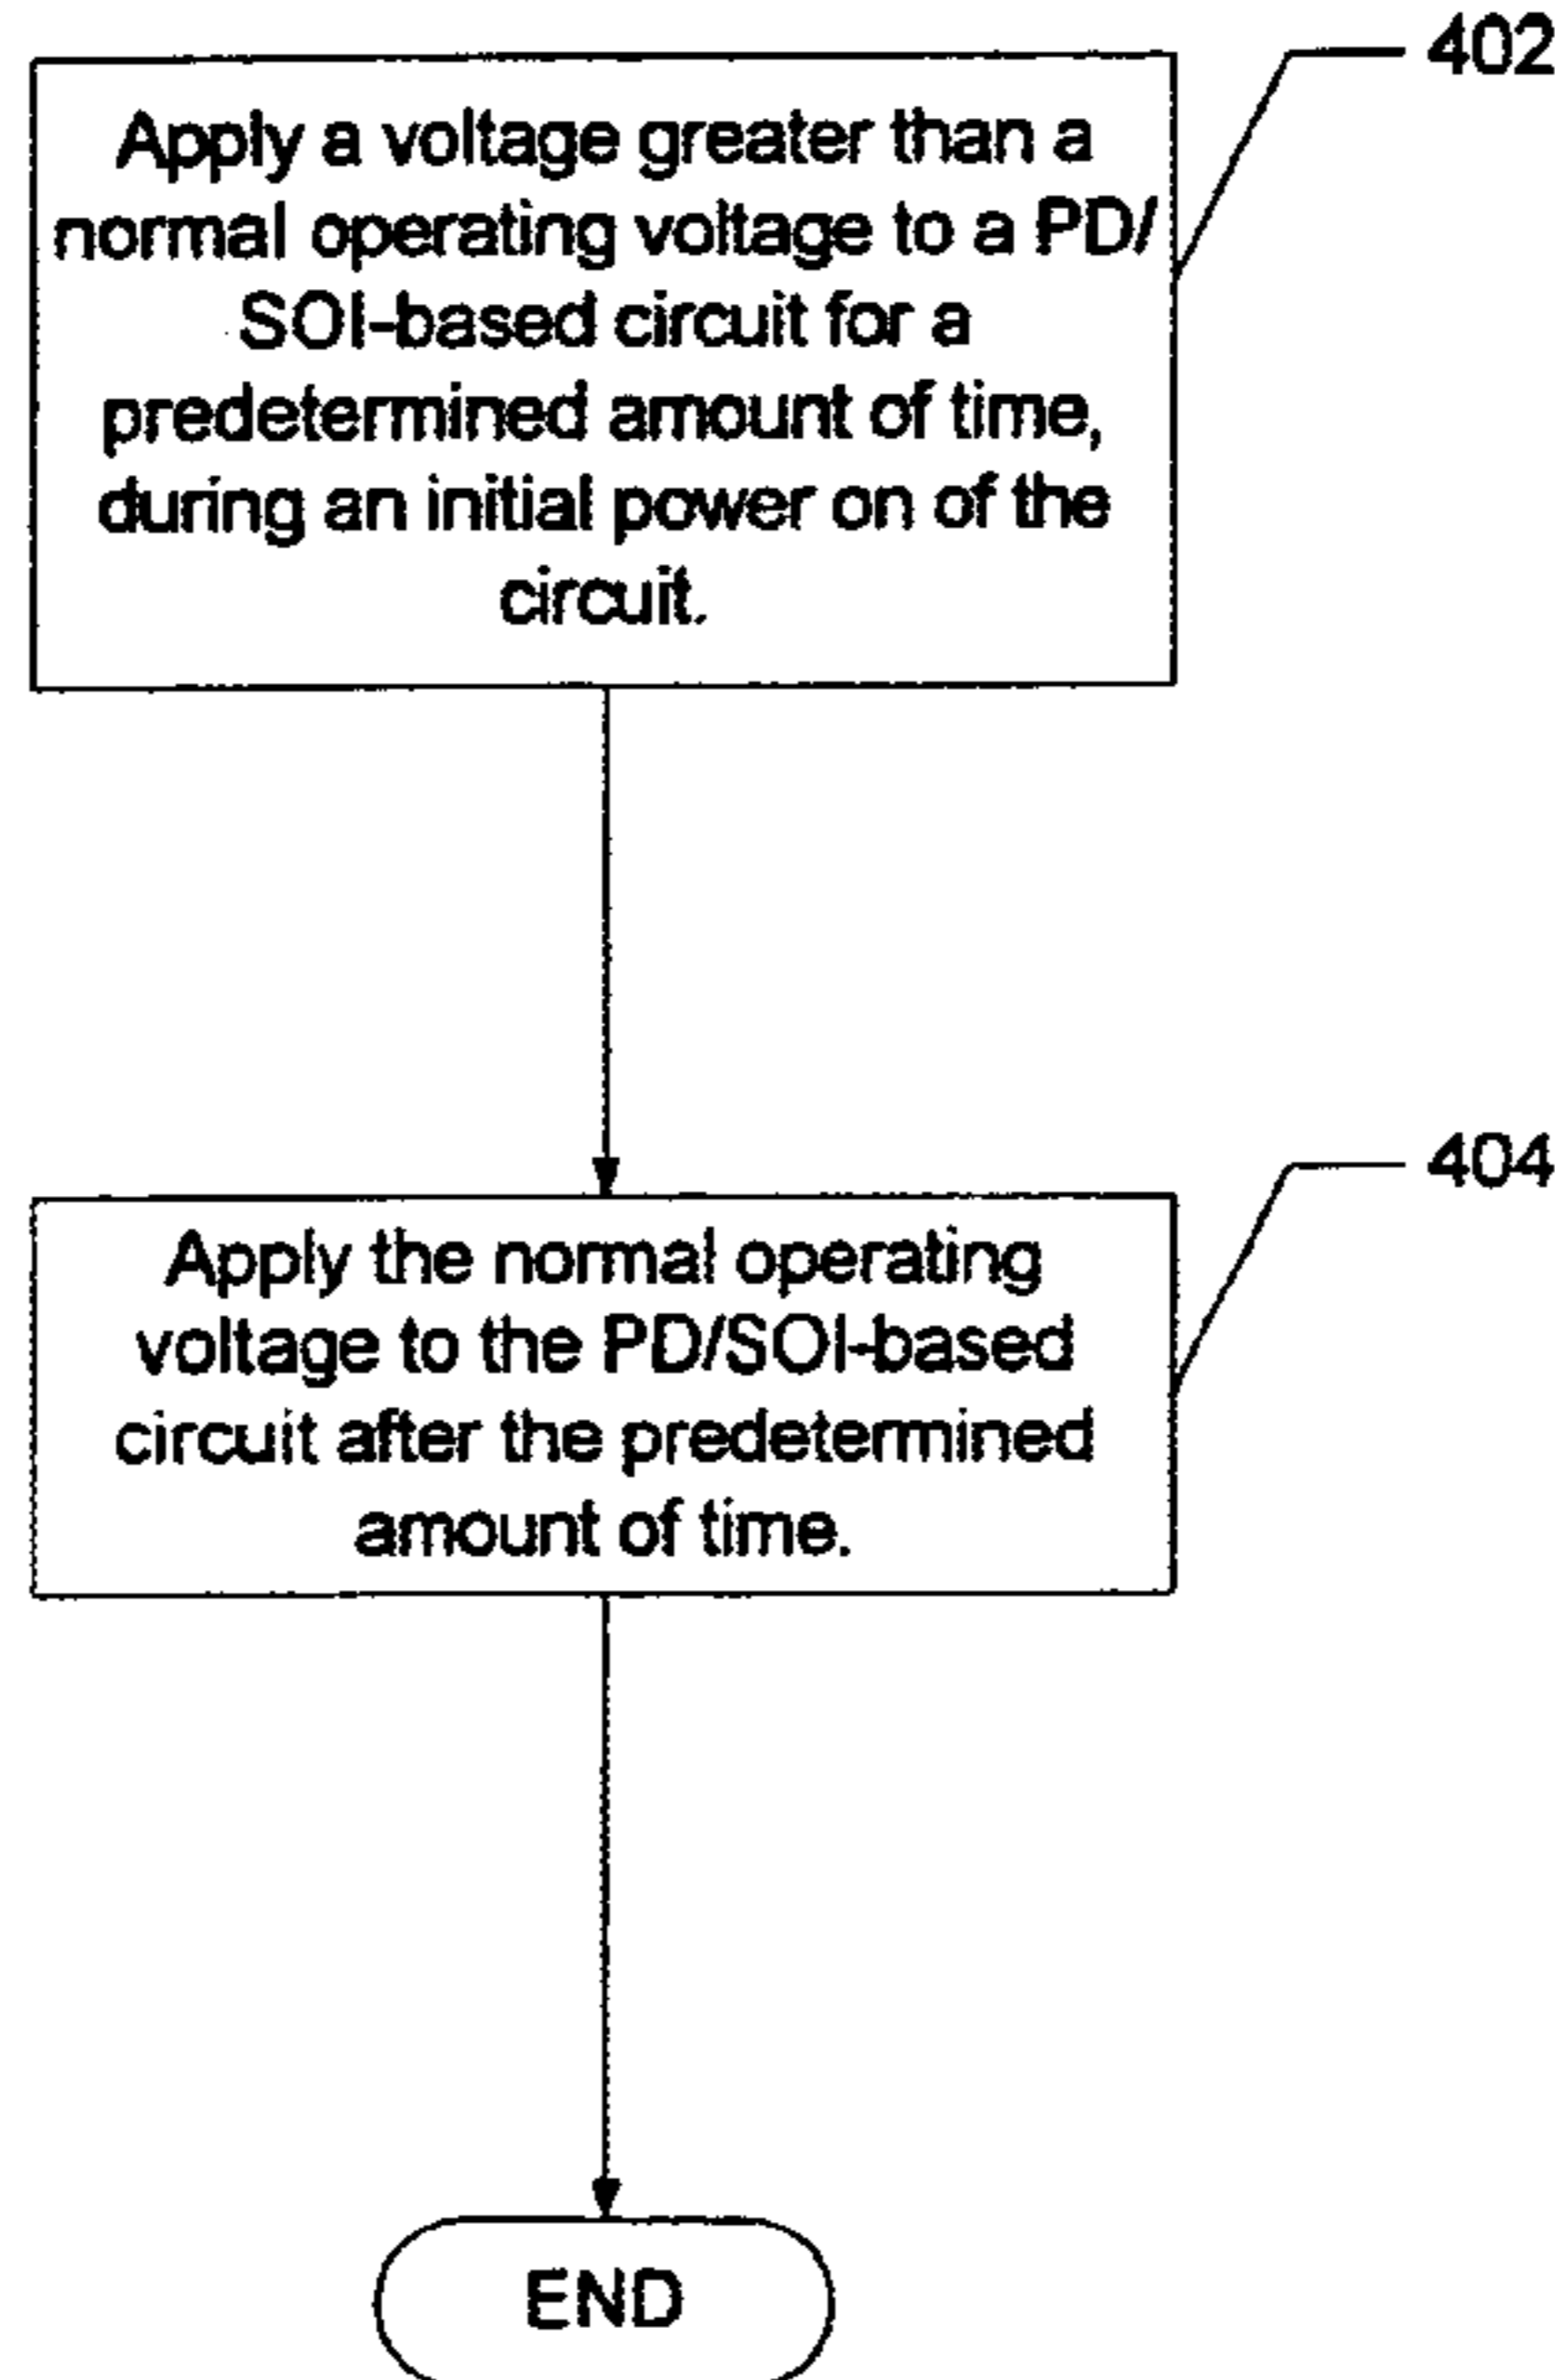 402
Apply a voltage greater than a
normal operating voltage to a PD/
SOI-based circuit for a
predetermined amount of time,
during an initial power on of the
circuit.
404
Apply the normal operating
voltage to the PD/SOI-based
circuit after the predetermined
amount of time.
END